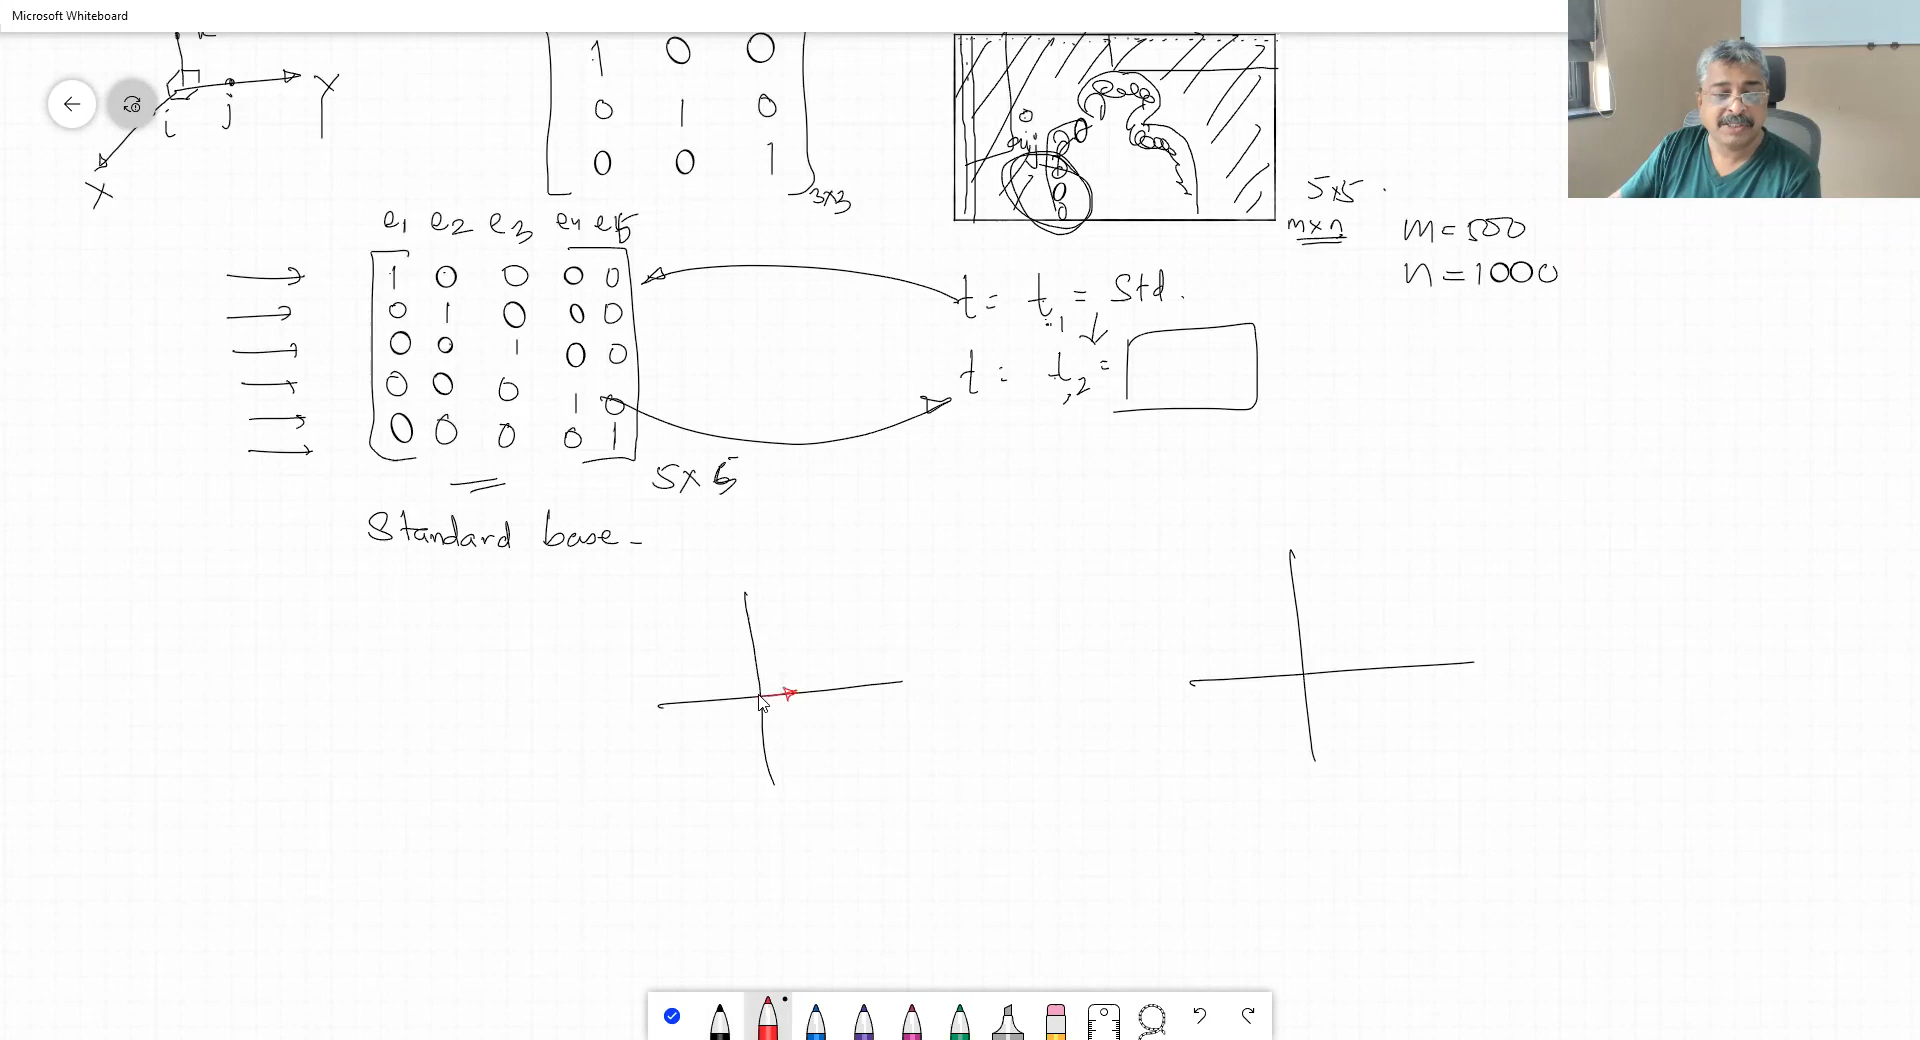 Microsoft Whiteboard
1 0 0
0 1 0
0 0 1
3x3
i j Y
X
e1 e2 e3 e4 e5
1 0 0 0 0
0 1 0 0 0
0 0 1 0 0
0 0 0 1 0
0 0 0 0 1
5x5
Standard base -
5x5
mxn
m = 500
n = 1000
t = t1 = Std.
t = t2 =